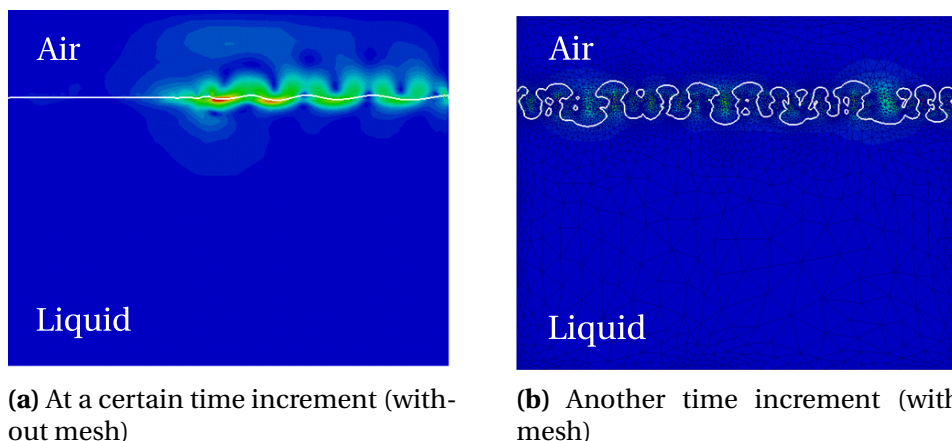 Air
Liquid
(a) At a certain time increment (with-
out mesh)
Air
Liquid
(b) Another time increment (with
mesh)